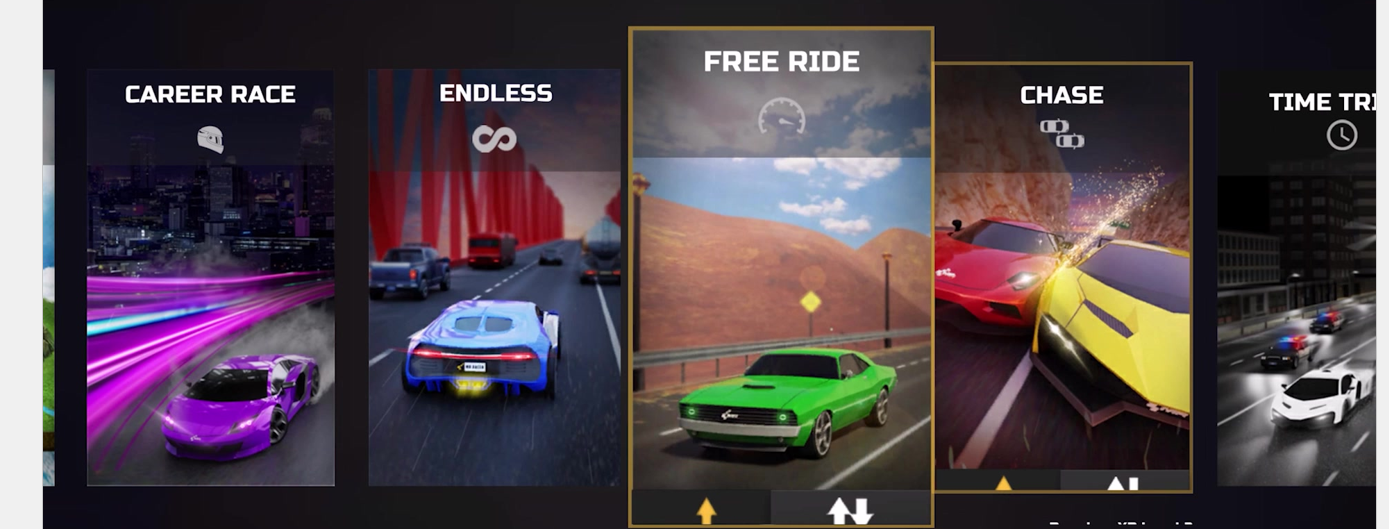 CAREER RACE
ENDLESS
FREE RIDE
CHASE
TIME TRI